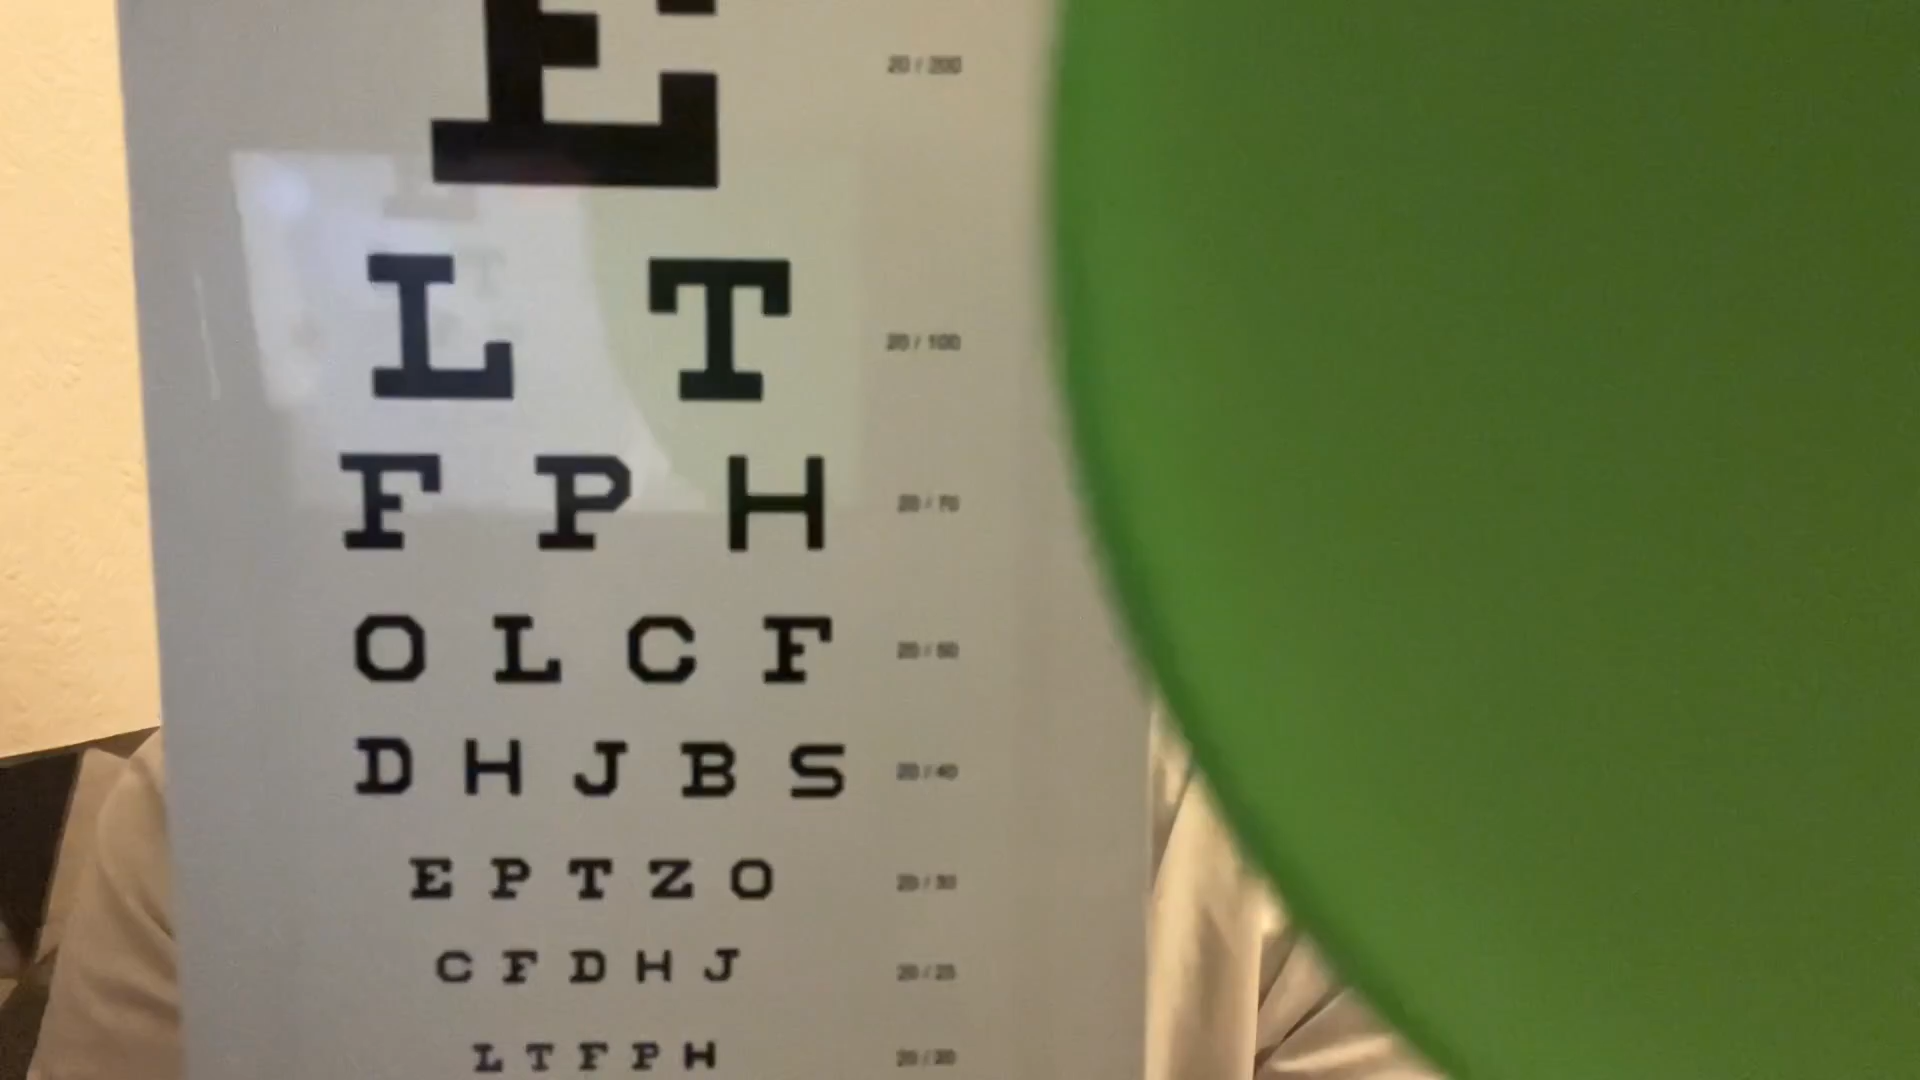 E 20 / 200
L T 20 / 100
F P H 20 / 70
O L C F 20 / 50
D H J B S 20 / 40
E P T Z O 20 / 30
C F D H J 20 / 25
L T F P H 20 / 20